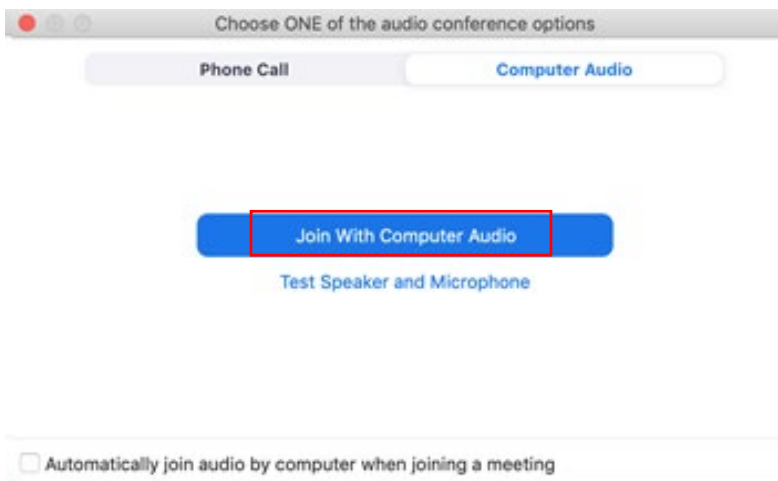 Choose ONE of the audio conference options
Phone Call
Computer Audio
Join With Computer Audio
Test Speaker and Microphone
Automatically join audio by computer when joining a meeting